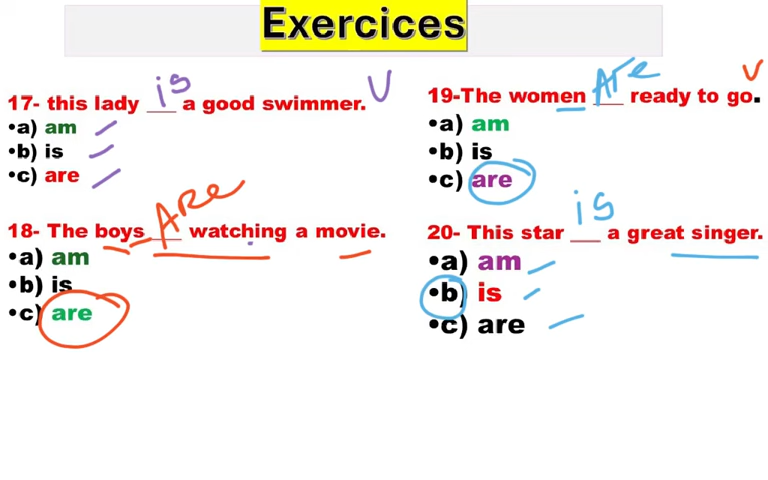 Exercices
is
17- this lady ___ a good swimmer. V
•a) am
•b) is
•c) are
ARe
18- The boys ___ watching a movie.
•a) am
•b) is
•c) are
ARe V
19-The women ___ ready to go.
•a) am
•b) is
•c) are
is
20- This star ___ a great singer.
•a) am
•b) is
•c) are